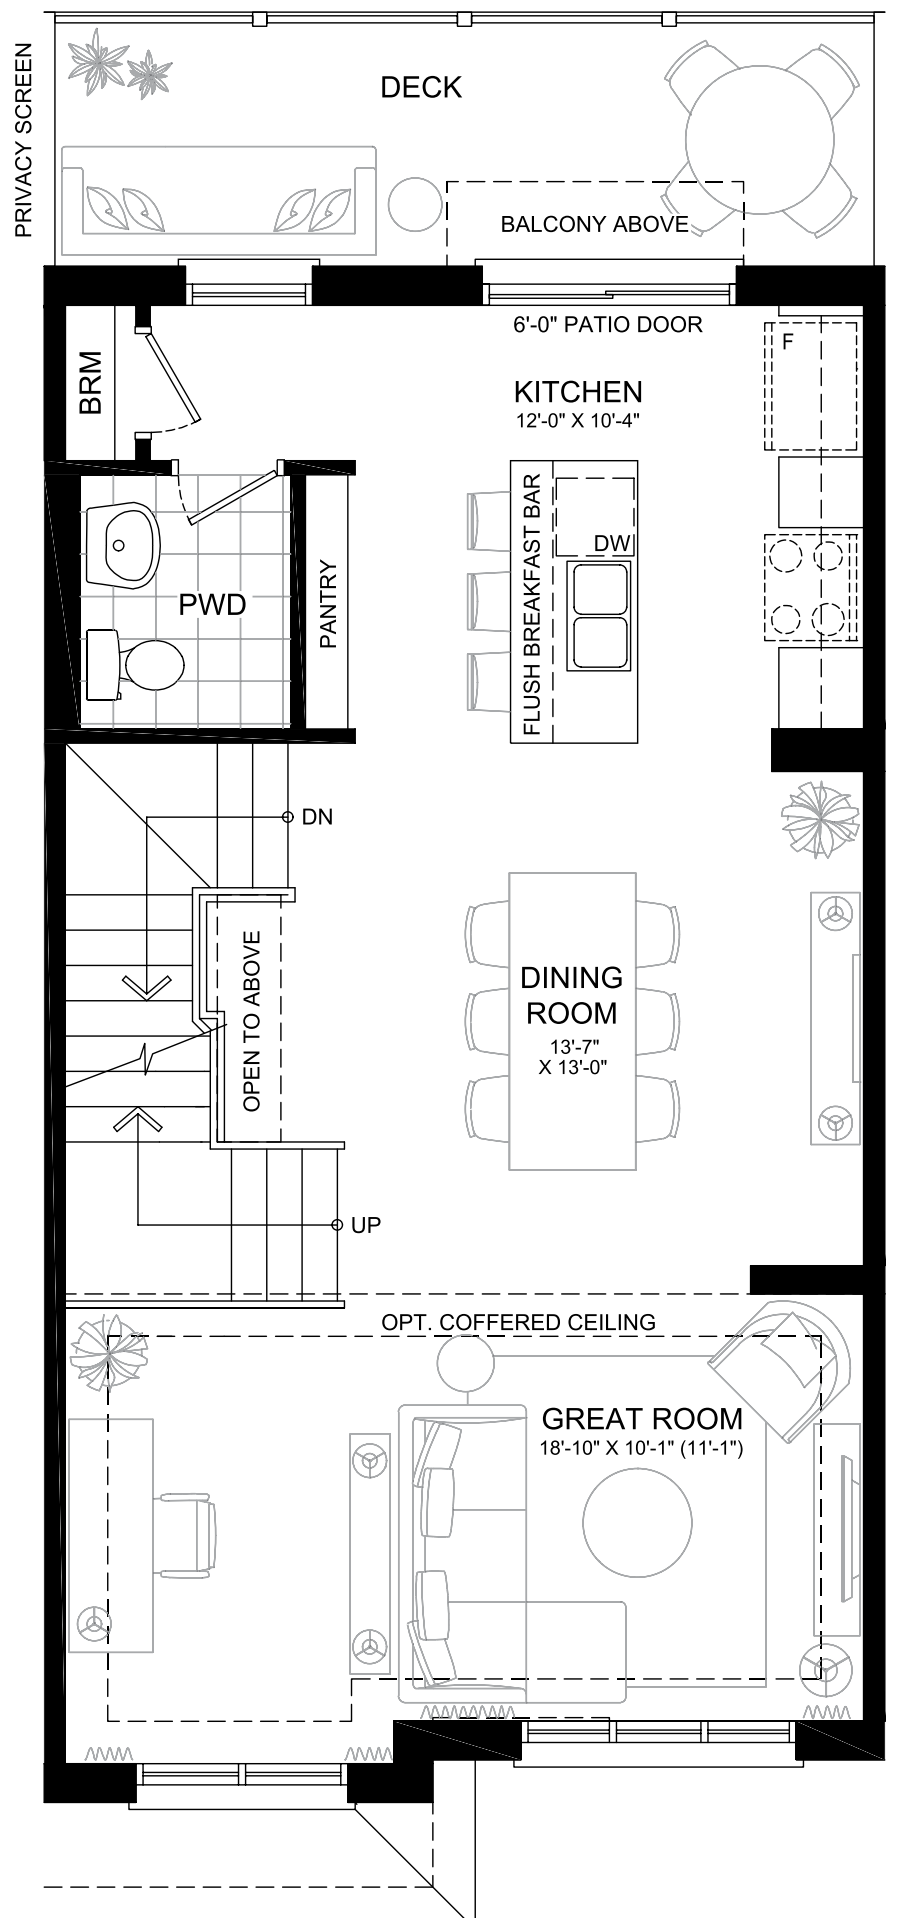 PRIVACY SCREEN
DECK
BALCONY ABOVE
6'-0" PATIO DOOR
F
BRM
KITCHEN
12'-0" X 10'-4"
FLUSH BREAKFAST BAR
DW
PWD
PANTRY
DN
OPEN TO ABOVE
DINING
ROOM
13'-7"
X 13'-0"
UP
OPT. COFFERED CEILING
GREAT ROOM
18'-10" X 10'-1" (11'-1")